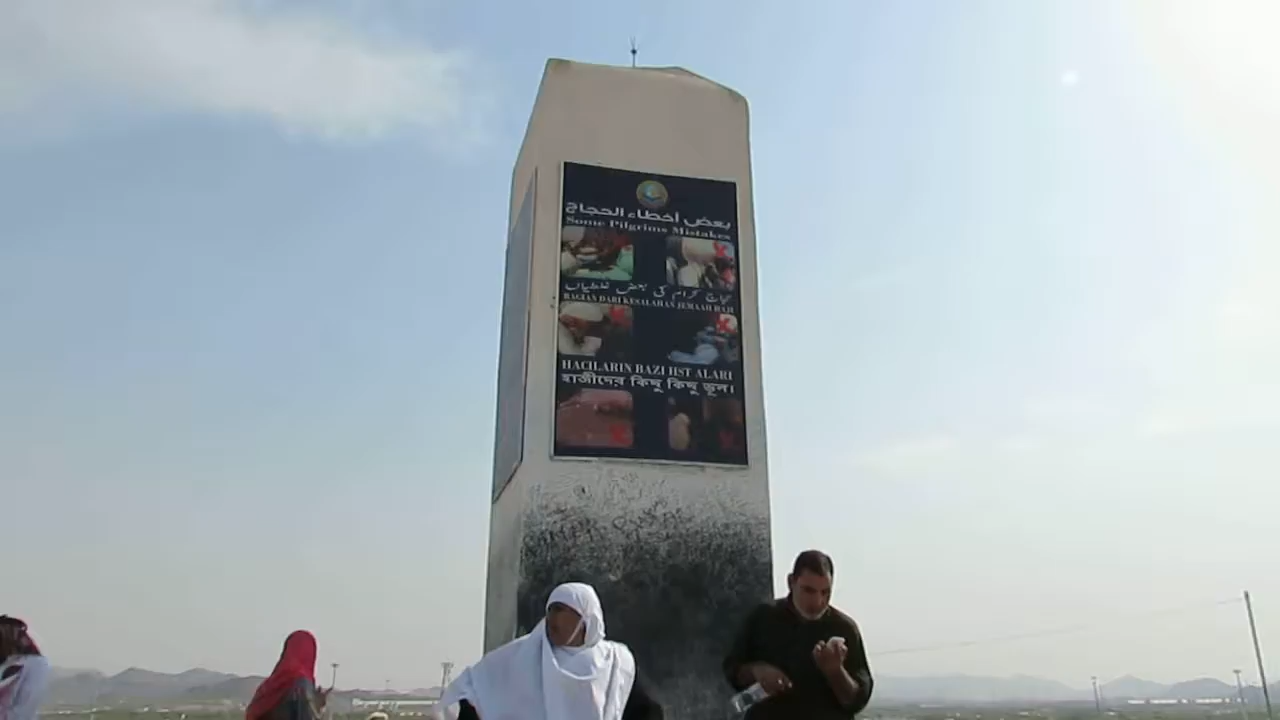 بعض أخطاء الحجاج
Some Pilgrims Mistakes
حجاج کرام کی بعض غلطیاں
BAGIAN DARI KESALAHAN JEMAAH HAJI
HACILARIN BAZI HST ALARI
হাজীদের কিছু কিছু ভুল।